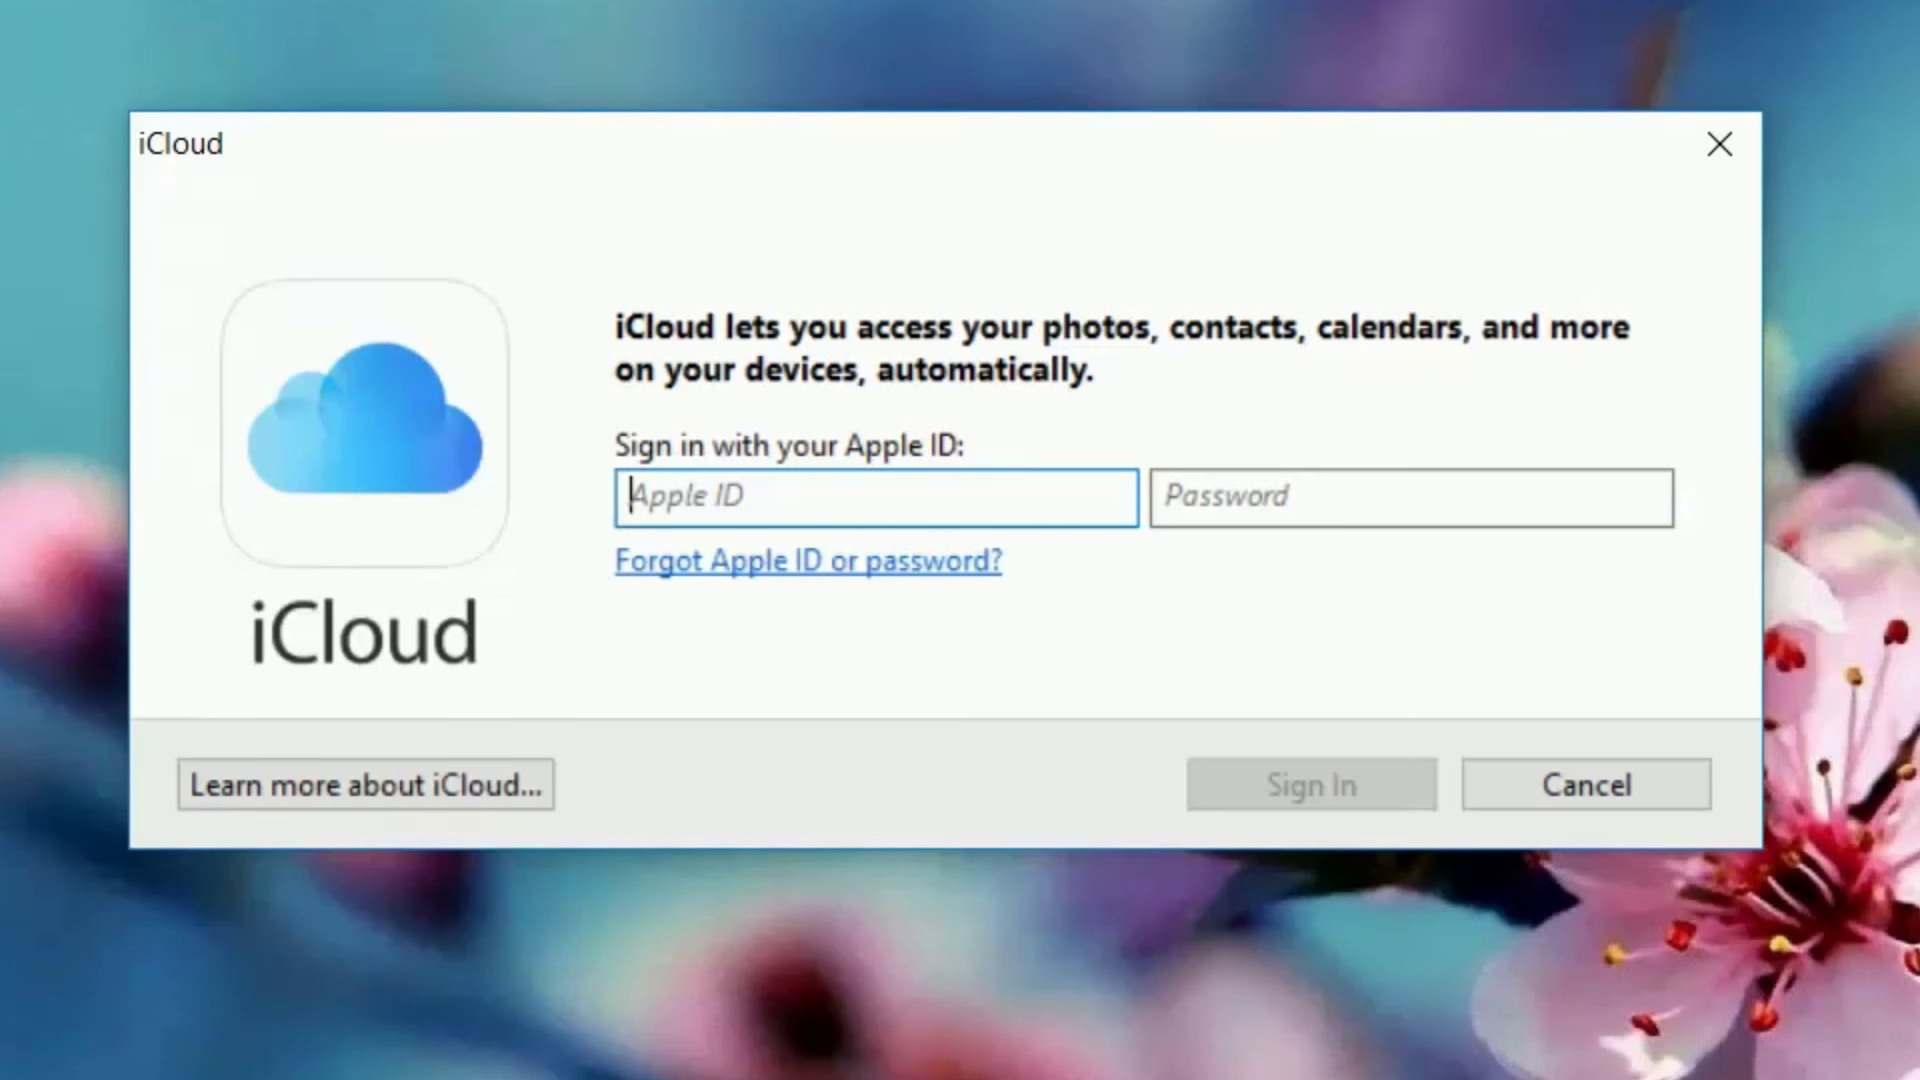 iCloud
iCloud lets you access your photos, contacts, calendars, and more
on your devices, automatically.
Sign in with your Apple ID:
Apple ID
Password
Forgot Apple ID or password?
iCloud
Learn more about iCloud...
Sign In
Cancel